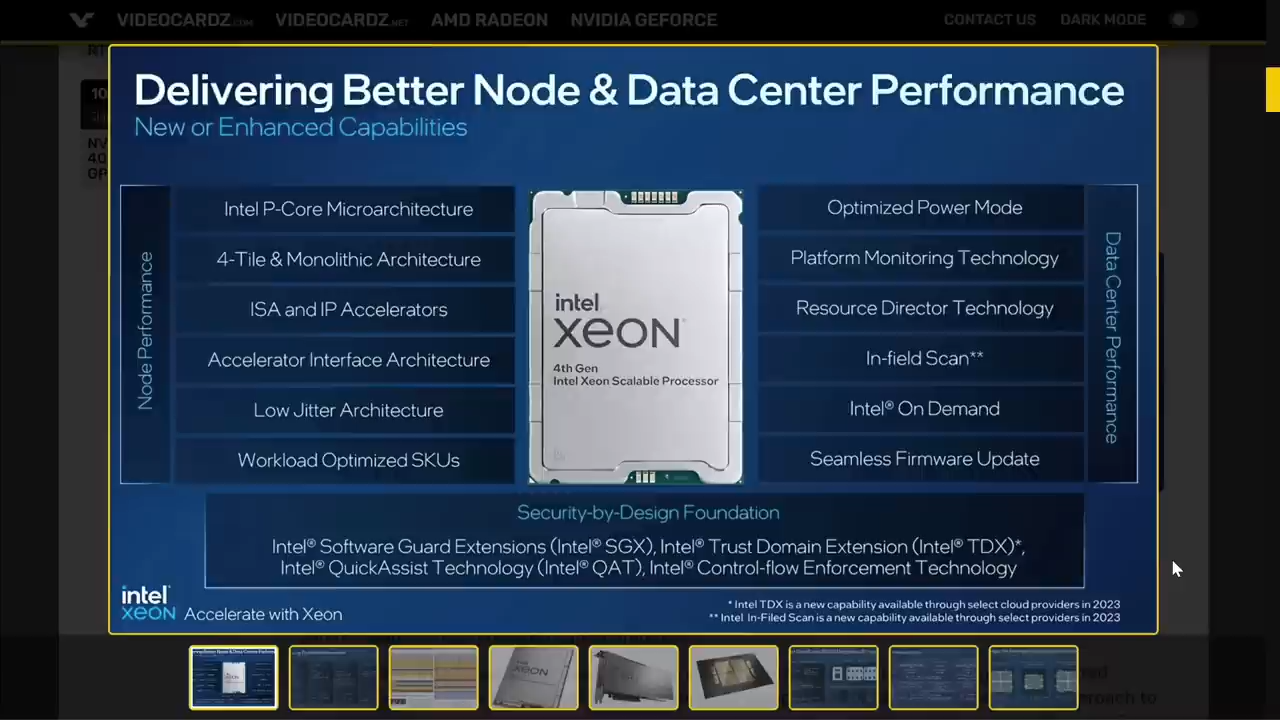 VIDEOCARDZ.COM VIDEOCARDZ.NET AMD RADEON NVIDIA GEFORCE CONTACT US DARK MODE
Delivering Better Node & Data Center Performance
New or Enhanced Capabilities
Node Performance
Intel P-Core Microarchitecture
4-Tile & Monolithic Architecture
ISA and IP Accelerators
Accelerator Interface Architecture
Low Jitter Architecture
Workload Optimized SKUs
intel
xeon
4th Gen
Intel Xeon Scalable Processor
Optimized Power Mode
Platform Monitoring Technology
Resource Director Technology
In-field Scan**
Intel® On Demand
Seamless Firmware Update
Data Center Performance
Security-by-Design Foundation
Intel® Software Guard Extensions (Intel® SGX), Intel® Trust Domain Extension (Intel® TDX)*,
Intel® QuickAssist Technology (Intel® QAT), Intel® Control-flow Enforcement Technology
intel
xeon Accelerate with Xeon
* Intel TDX is a new capability available through select cloud providers in 2023
** Intel In-Filed Scan is a new capability available through select providers in 2023